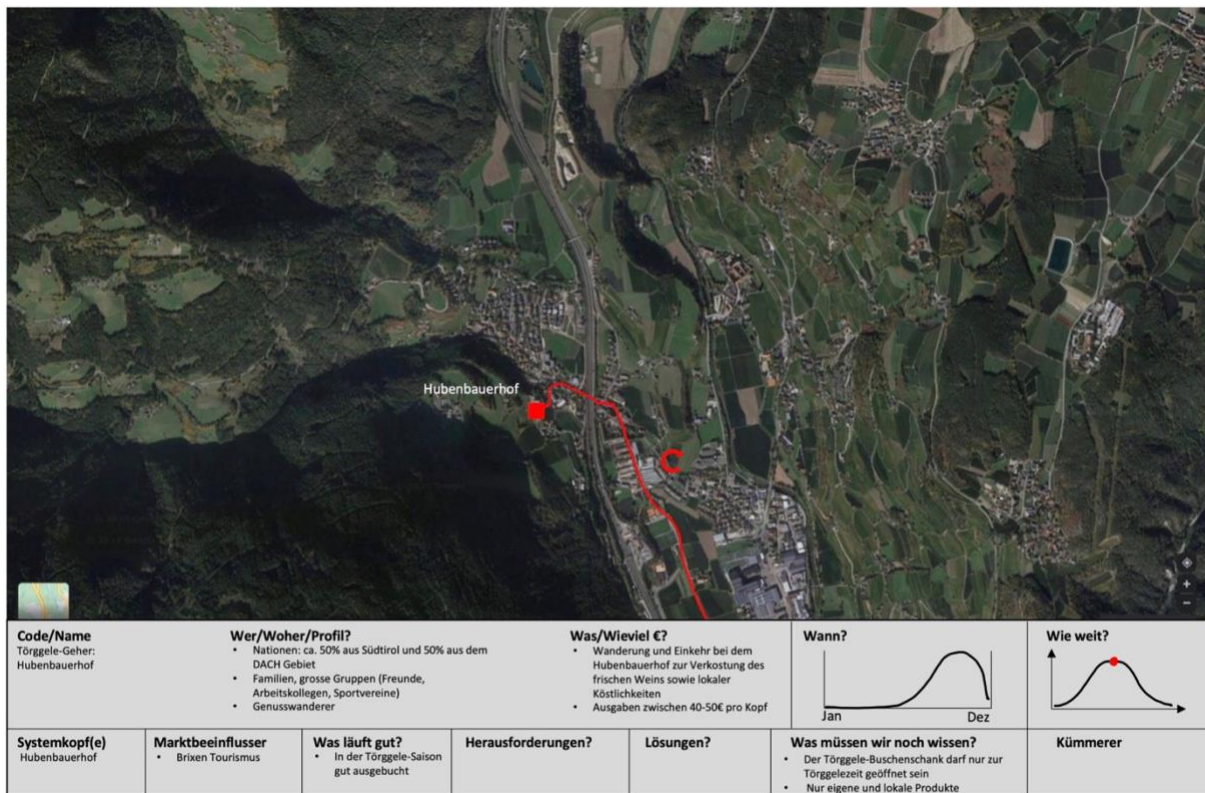 Hubenbauerhof
Code/Name
Törggele-Geher:
Hubenbauerhof
Wer/Woher/Profil?
• Nationen: ca. 50% aus Südtirol und 50% aus dem
DACH Gebiet
• Familien, grosse Gruppen (Freunde,
Arbeitskollegen, Sportvereine)
• Genusswanderer
Was/Wieviel €?
• Wanderung und Einkehr bei dem
Hubenbauerhof zur Verkostung des
frischen Weins sowie lokaler
Köstlichkeiten
• Ausgaben zwischen 40-50€ pro Kopf
Wann?
Jan Dez
Wie weit?
Systemkopf(e)
Hubenbauerhof
Marktbeeinflusser
• Brixen Tourismus
Was läuft gut?
• In der Törggele-Saison
gut ausgebucht
Herausforderungen?
Lösungen?
Was müssen wir noch wissen?
• Der Törggele-Buschenschank darf nur zur
Törggelezeit geöffnet sein
• Nur eigene und lokale Produkte
Kümmerer